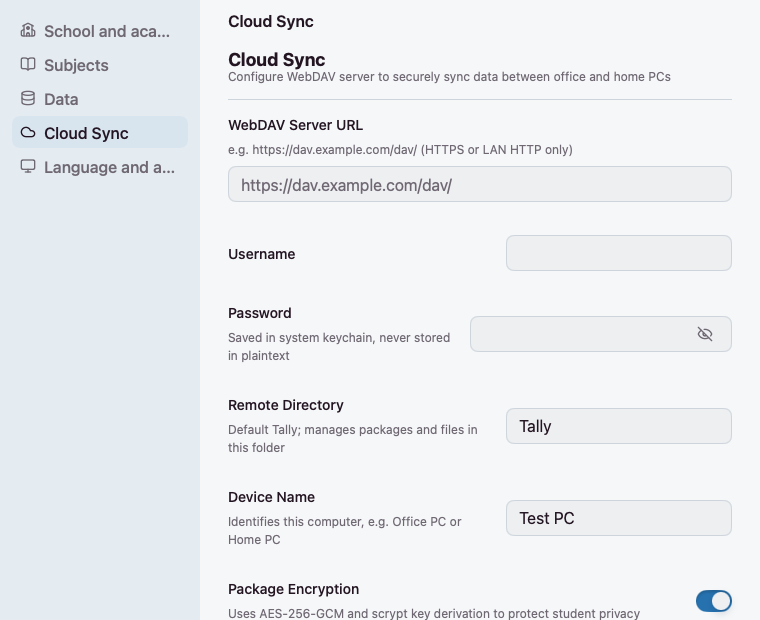 School and aca...
Subjects
Data
Cloud Sync
Language and a...
Cloud Sync
Cloud Sync
Configure WebDAV server to securely sync data between office and home PCs
WebDAV Server URL
e.g. https://dav.example.com/dav/ (HTTPS or LAN HTTP only)
https://dav.example.com/dav/
Username
Password
Saved in system keychain, never stored
in plaintext
Remote Directory
Default Tally; manages packages and files in
this folder
Tally
Device Name
Identifies this computer, e.g. Office PC or
Home PC
Test PC
Package Encryption
Uses AES-256-GCM and scrypt key derivation to protect student privacy